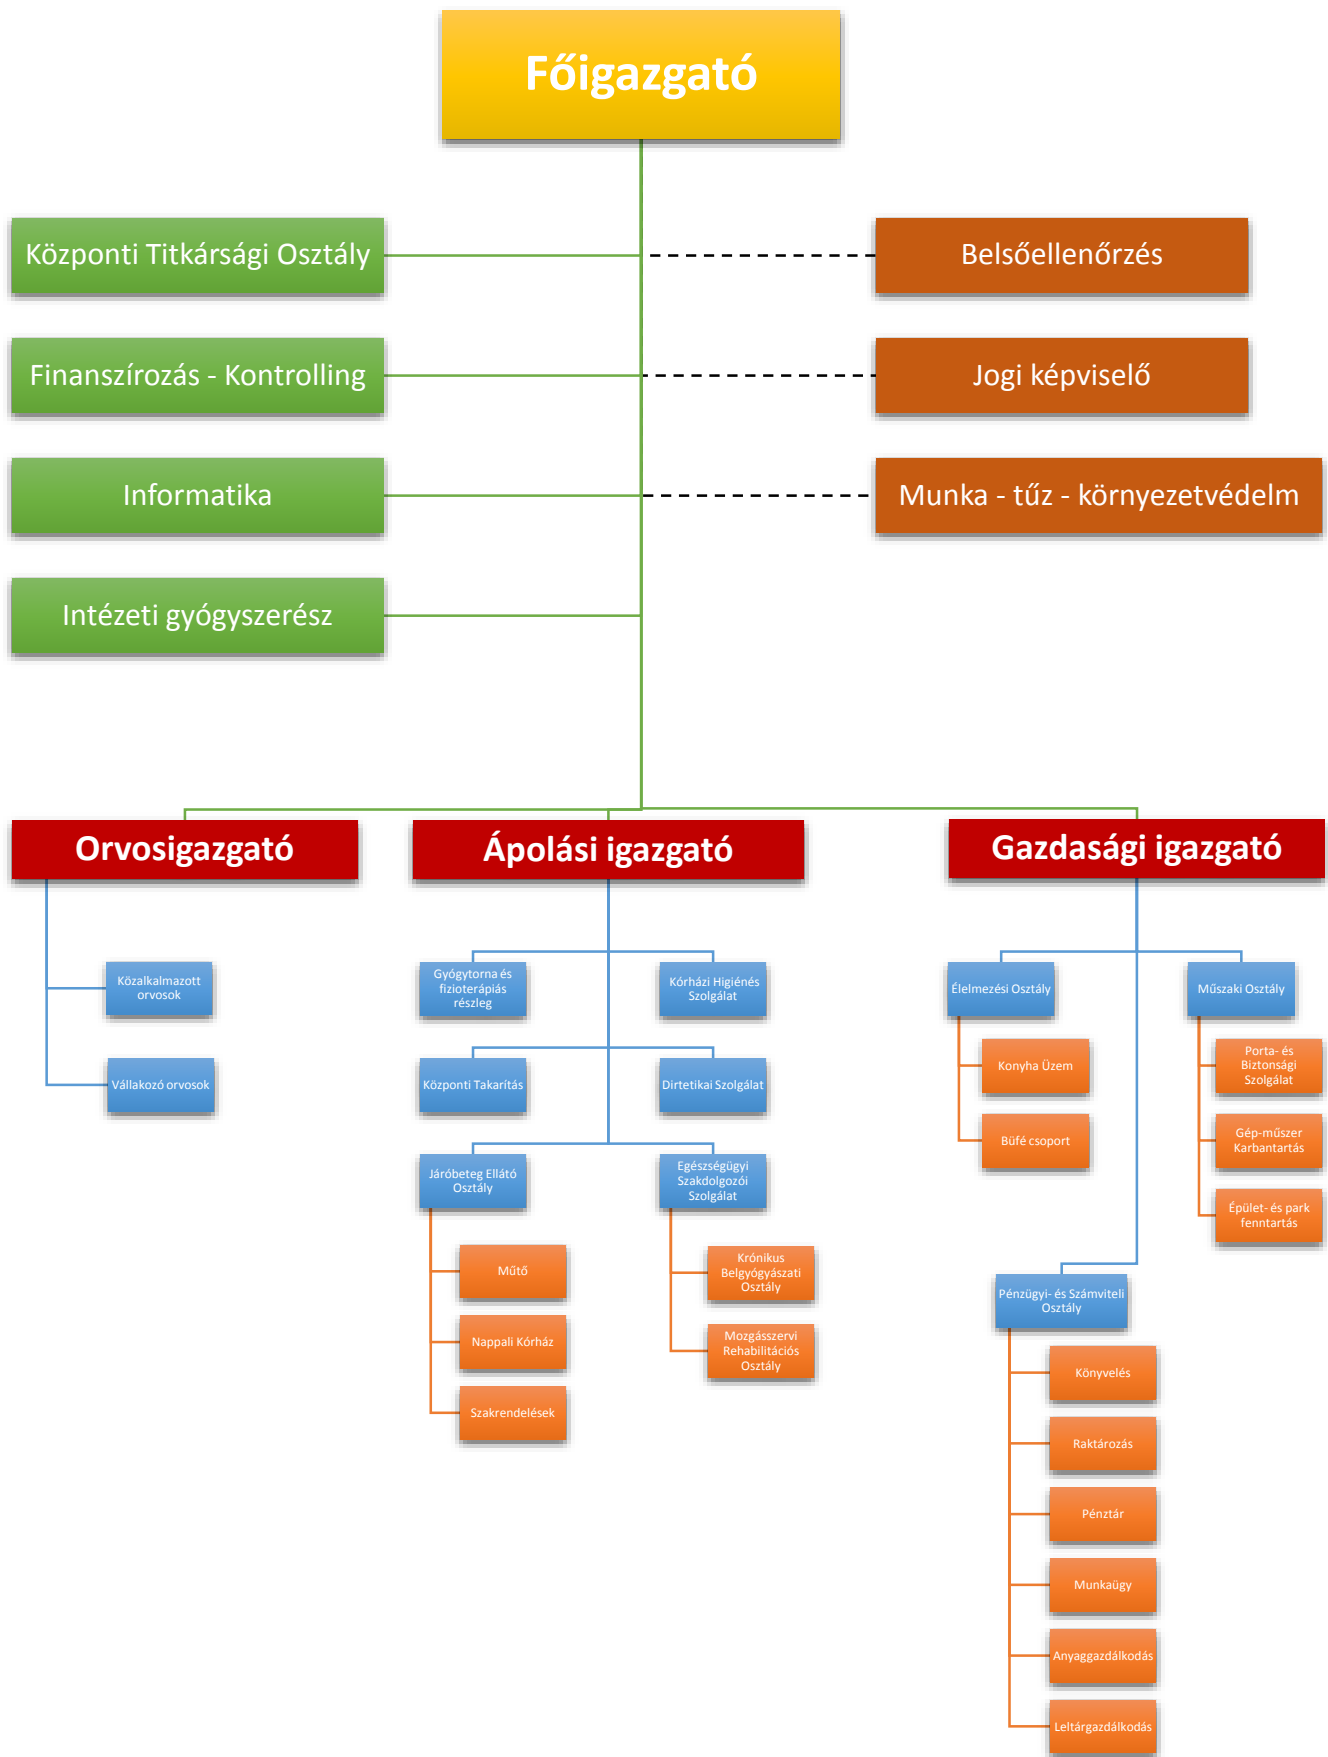 Főigazgató
Központi Titkársági Osztály
Belsőellenőrzés
Finanszírozás - Kontrolling
Jogi képviselő
Informatika
Munka - tűz - környezetvédelm
Intézeti gyógyszerész
Orvosigazgató
Ápolási igazgató
Gazdasági igazgató
Közalkalmazott
orvosok
Vállakozó orvosok
Gyógytorna és
fizioterápiás
részleg
Kórházi Higiénés
Szolgálat
Központi Takarítás
Dirtetikai Szolgálat
Járóbeteg Ellátó
Osztály
Egészségügyi
Szakdolgozói
Szolgálat
Műtő
Nappali Kórház
Szakrendelések
Krónikus
Belgyógyászati
Osztály
Mozgásszervi
Rehabilitációs
Osztály
Élelmezési Osztály
Konyha Üzem
Büfé csoport
Műszaki Osztály
Porta- és
Biztonsági
Szolgálat
Gép-műszer
Karbantartás
Épület- és park
fenntartás
Pénzügyi- és Számviteli
Osztály
Könyvelés
Raktározás
Pénztár
Munkaügy
Anyaggazdálkodás
Leltárgazdálkodás